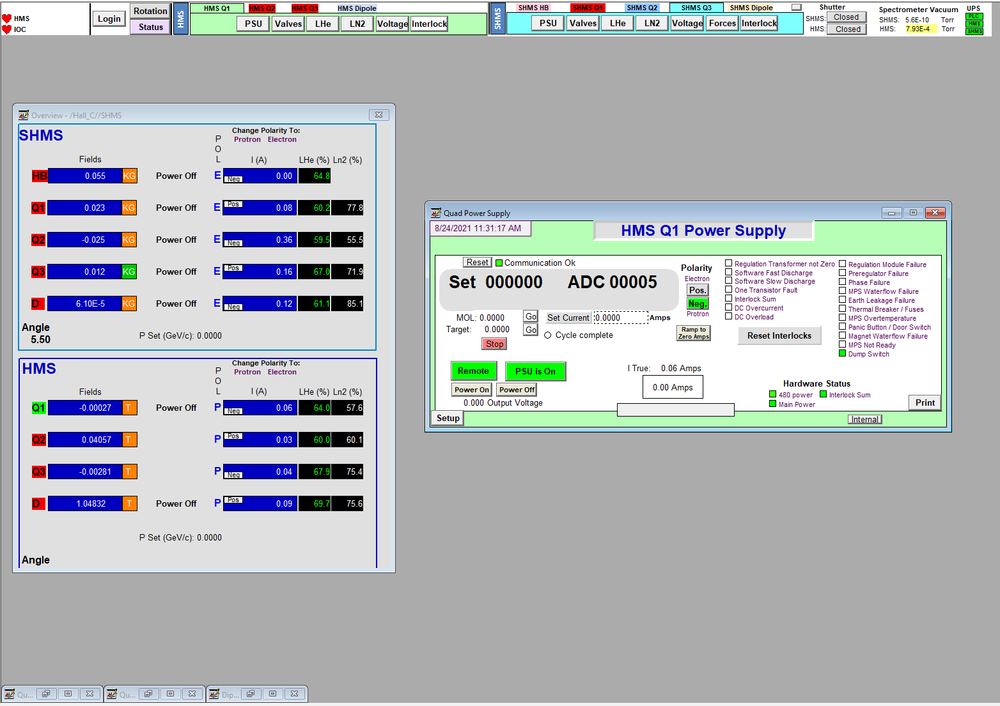 HMS
IOC
Login
Rotation
Status
HMS
HMS Q1 HMS Q2 HMS Q3 HMS Dipole
PSU Valves LHe LN2 Voltage Interlock
SHMS
SHMS HB SHMS Q1 SHMS Q2 SHMS Q3 SHMS Dipole
PSU Valves LHe LN2 Voltage Forces Interlock
Shutter
SHMS: Closed
HMS: Closed
Spectrometer Vacuum
SHMS: 5.6E-10 Torr
HMS: 7.93E-4 Torr
UPS
PLC
HMS
SHMS
Overview - /Hall_C//SHMS
SHMS
Change Polarity To:
Protron Electron
POL
Fields I (A) LHe (%) Ln2 (%)
HB 0.055 KG Power Off E Neg 0.00 64.8
Q1 0.023 KG Power Off E Pos 0.08 60.2 77.8
Q2 -0.025 KG Power Off E Neg 0.36 59.5 55.5
Q3 0.012 KG Power Off E Pos 0.16 67.0 71.9
D 6.10E-5 KG Power Off E Neg 0.12 61.1 85.1
Angle
5.50
P Set (GeV/c): 0.0000
HMS
Change Polarity To:
Protron Electron
POL
Fields I (A) LHe (%) Ln2 (%)
Q1 -0.00027 T Power Off P Neg 0.06 64.0 57.6
Q2 0.04057 T P Pos 0.03 60.0 60.1
Q3 -0.00281 T P Neg 0.04 67.9 75.4
D 1.04832 T Power Off P Pos 0.09 69.7 75.6
P Set (GeV/c): 0.0000
Angle
Quad Power Supply
8/24/2021 11:31:17 AM
HMS Q1 Power Supply
Reset Communication Ok
Set 000000 ADC 00005
MOL: 0.0000 Go Set Current 0.0000 Amps
Target: 0.0000 Go Cycle complete
Stop
Polarity
Electron
Pos.
Neg.
Protron
Ramp to
Zero Amps
Regulation Transformer not Zero
Software Fast Discharge
Software Slow Discharge
One Transistor Fault
Interlock Sum
DC Overcurrent
DC Overload
Reset Interlocks
Regulation Module Failure
Preregulator Failure
Phase Failure
MPS Waterflow Failure
Earth Leakage Failure
Thermal Breaker / Fuses
MPS Overtemperature
Panic Button / Door Switch
Magnet Waterflow Failure
MPS Not Ready
Dump Switch
Remote PSU is On
Power On Power Off
0.000 Output Voltage
I True: 0.06 Amps
0.00 Amps
Hardware Status
480 power Interlock Sum
Main Power
Print
Setup
Internal
Qu... Qu... Dip...